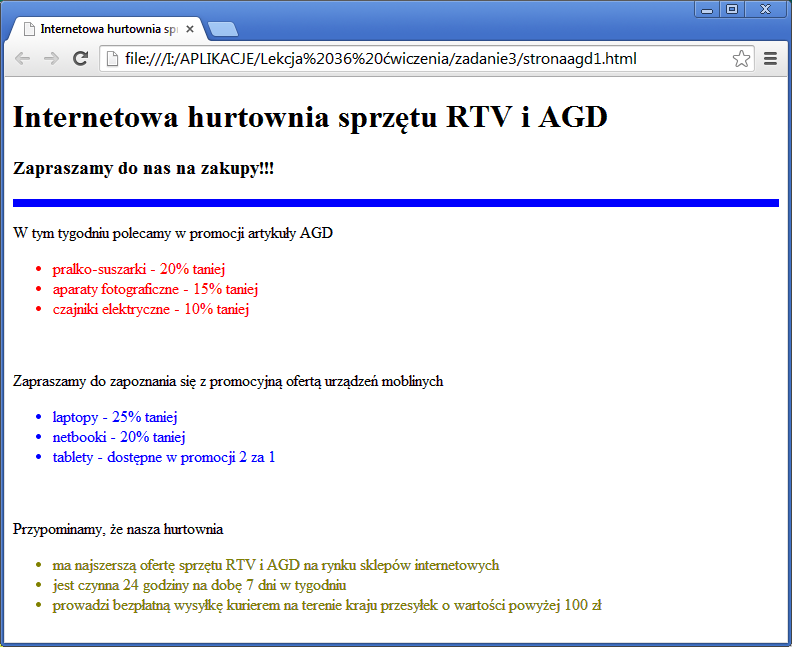 Internetowa hurtownia sp
file:///I:/APLIKACJE/Lekcja%2036%20ćwiczenia/zadanie3/stronaagd1.html
Internetowa hurtownia sprzętu RTV i AGD
Zapraszamy do nas na zakupy!!!
W tym tygodniu polecamy w promocji artykuły AGD
• pralko-suszarki - 20% taniej
• aparaty fotograficzne - 15% taniej
• czajniki elektryczne - 10% taniej
Zapraszamy do zapoznania się z promocyjną ofertą urządzeń moblinych
• laptopy - 25% taniej
• netbooki - 20% taniej
• tablety - dostępne w promocji 2 za 1
Przypominamy, że nasza hurtownia
• ma najszerszą ofertę sprzętu RTV i AGD na rynku sklepów internetowych
• jest czynna 24 godziny na dobę 7 dni w tygodniu
• prowadzi bezpłatną wysyłkę kurierem na terenie kraju przesyłek o wartości powyżej 100 zł